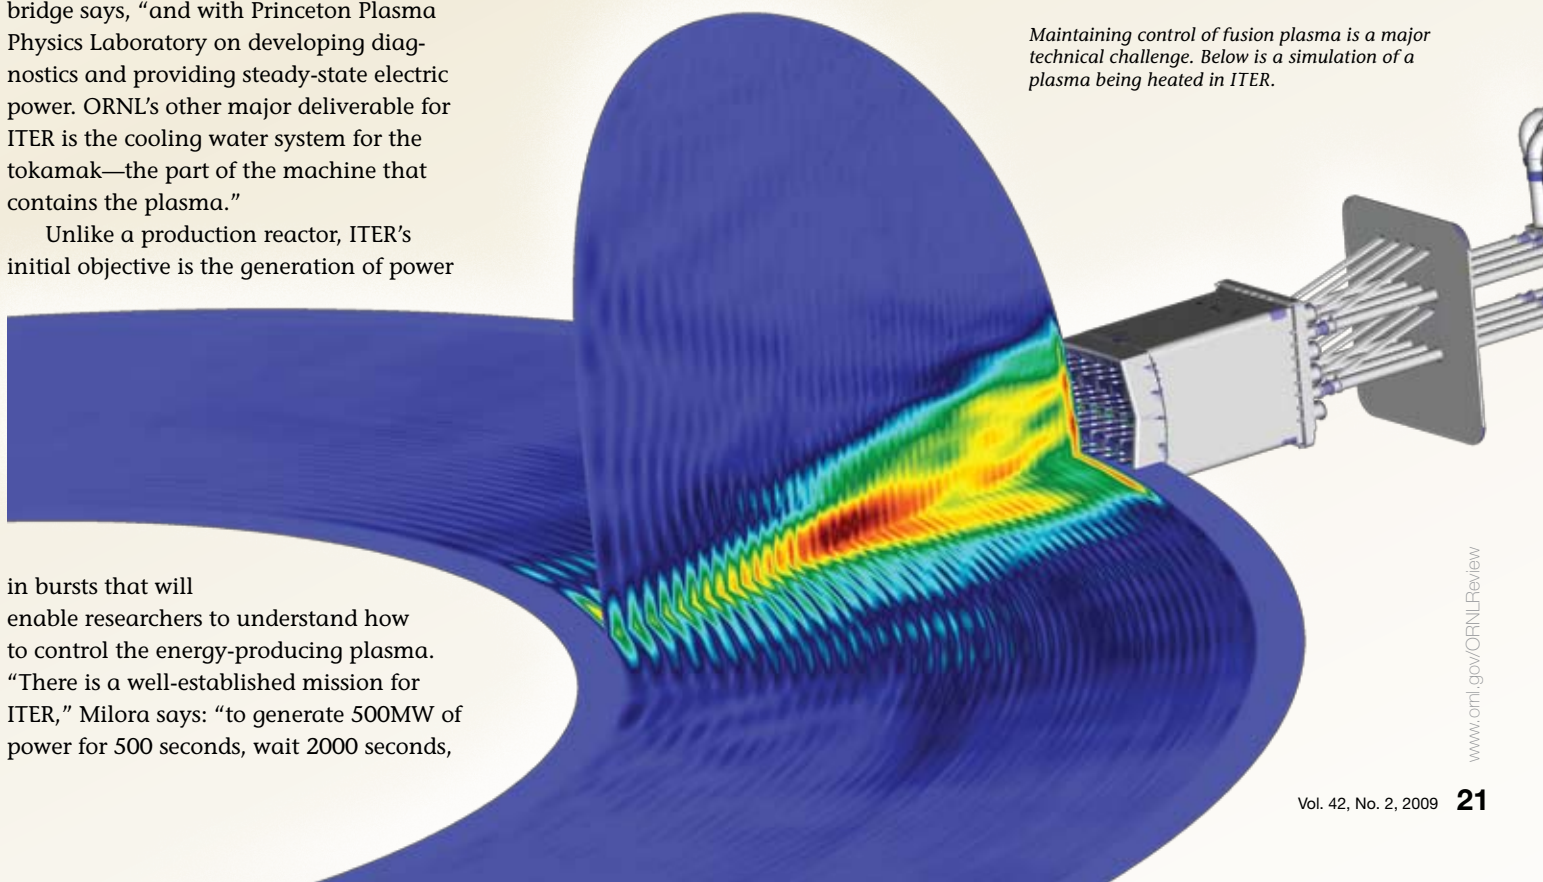 bridge says, “and with Princeton Plasma
Physics Laboratory on developing diag-
nostics and providing steady-state electric
power. ORNL’s other major deliverable for
ITER is the cooling water system for the
tokamak—the part of the machine that
contains the plasma.”
Unlike a production reactor, ITER’s
initial objective is the generation of power
in bursts that will
enable researchers to understand how
to control the energy-producing plasma.
“There is a well-established mission for
ITER,” Milora says: “to generate 500MW of
power for 500 seconds, wait 2000 seconds,
Maintaining control of fusion plasma is a major
technical challenge. Below is a simulation of a
plasma being heated in ITER.
www.ornl.gov/ORNLReview
Vol. 42, No. 2, 2009 21